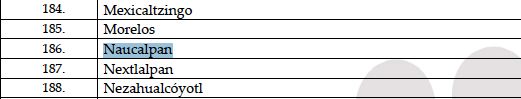 184. Mexicaltzingo
185. Morelos
186. Naucalpan
187. Nextlalpan
188. Nezahualcóyotl